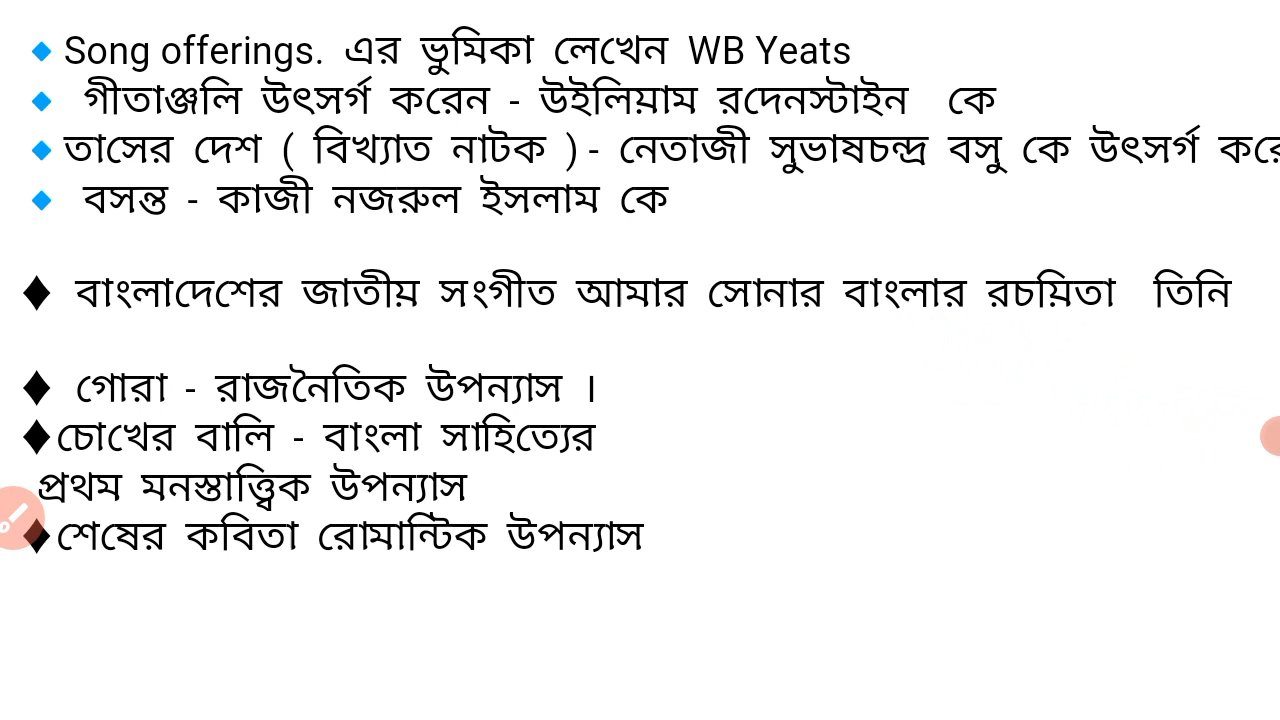 🔹Song offerings. এর ভুমিকা লেখেন WB Yeats
🔹 গীতাঞ্জলি উৎসর্গ করেন - উইলিয়াম রদেনস্টাইন কে
🔹তাসের দেশ ( বিখ্যাত নাটক ) - নেতাজী সুভাষচন্দ্র বসু কে উৎসর্গ
🔹 বসন্ত - কাজী নজরুল ইসলাম কে
♦ বাংলাদেশের জাতীয় সংগীত আমার সোনার বাংলার রচয়িতা তিনি
♦ গোরা - রাজনৈতিক উপন্যাস ।
♦চোখের বালি - বাংলা সাহিত্যের
প্রথম মনস্তাত্ত্বিক উপন্যাস
♦শেষের কবিতা রোমান্টিক উপন্যাস